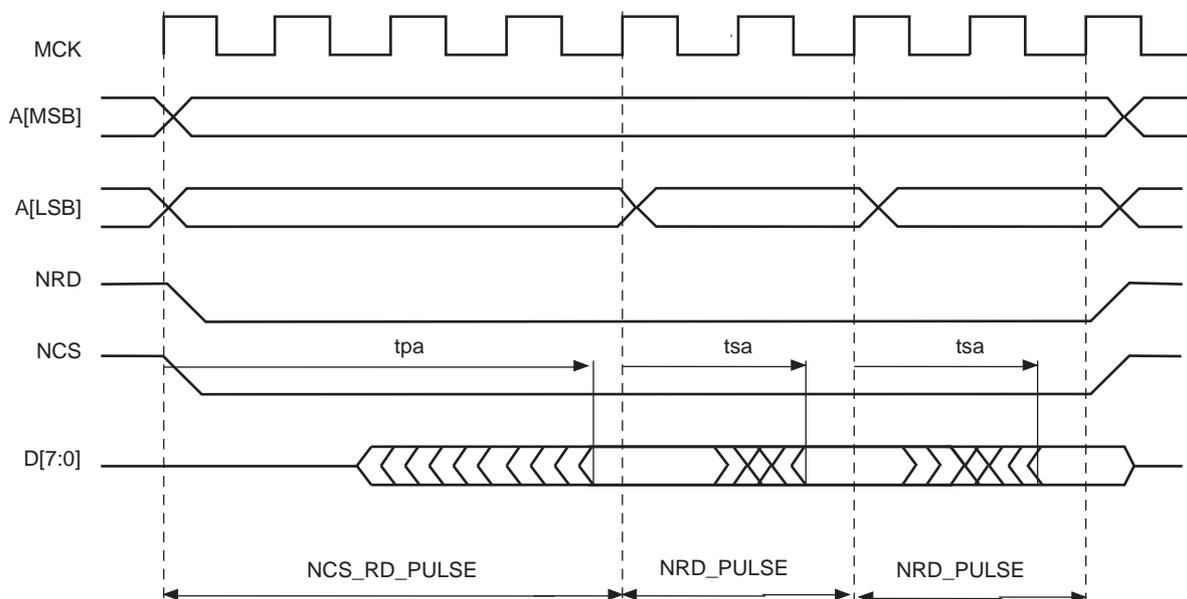 MCK
A[MSB]
A[LSB]
NRD
NCS
tpa
tsa
tsa
D[7:0]
NCS_RD_PULSE
NRD_PULSE
NRD_PULSE